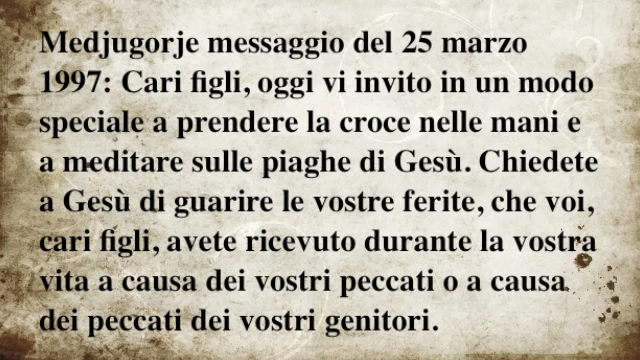 Medjugorje messaggio del 25 marzo
1997: Cari figli, oggi vi invito in un modo
speciale a prendere la croce nelle mani e
a meditare sulle piaghe di Gesù. Chiedete
a Gesù di guarire le vostre ferite, che voi,
cari figli, avete ricevuto durante la vostra
vita a causa dei vostri peccati o a causa
dei peccati dei vostri genitori.